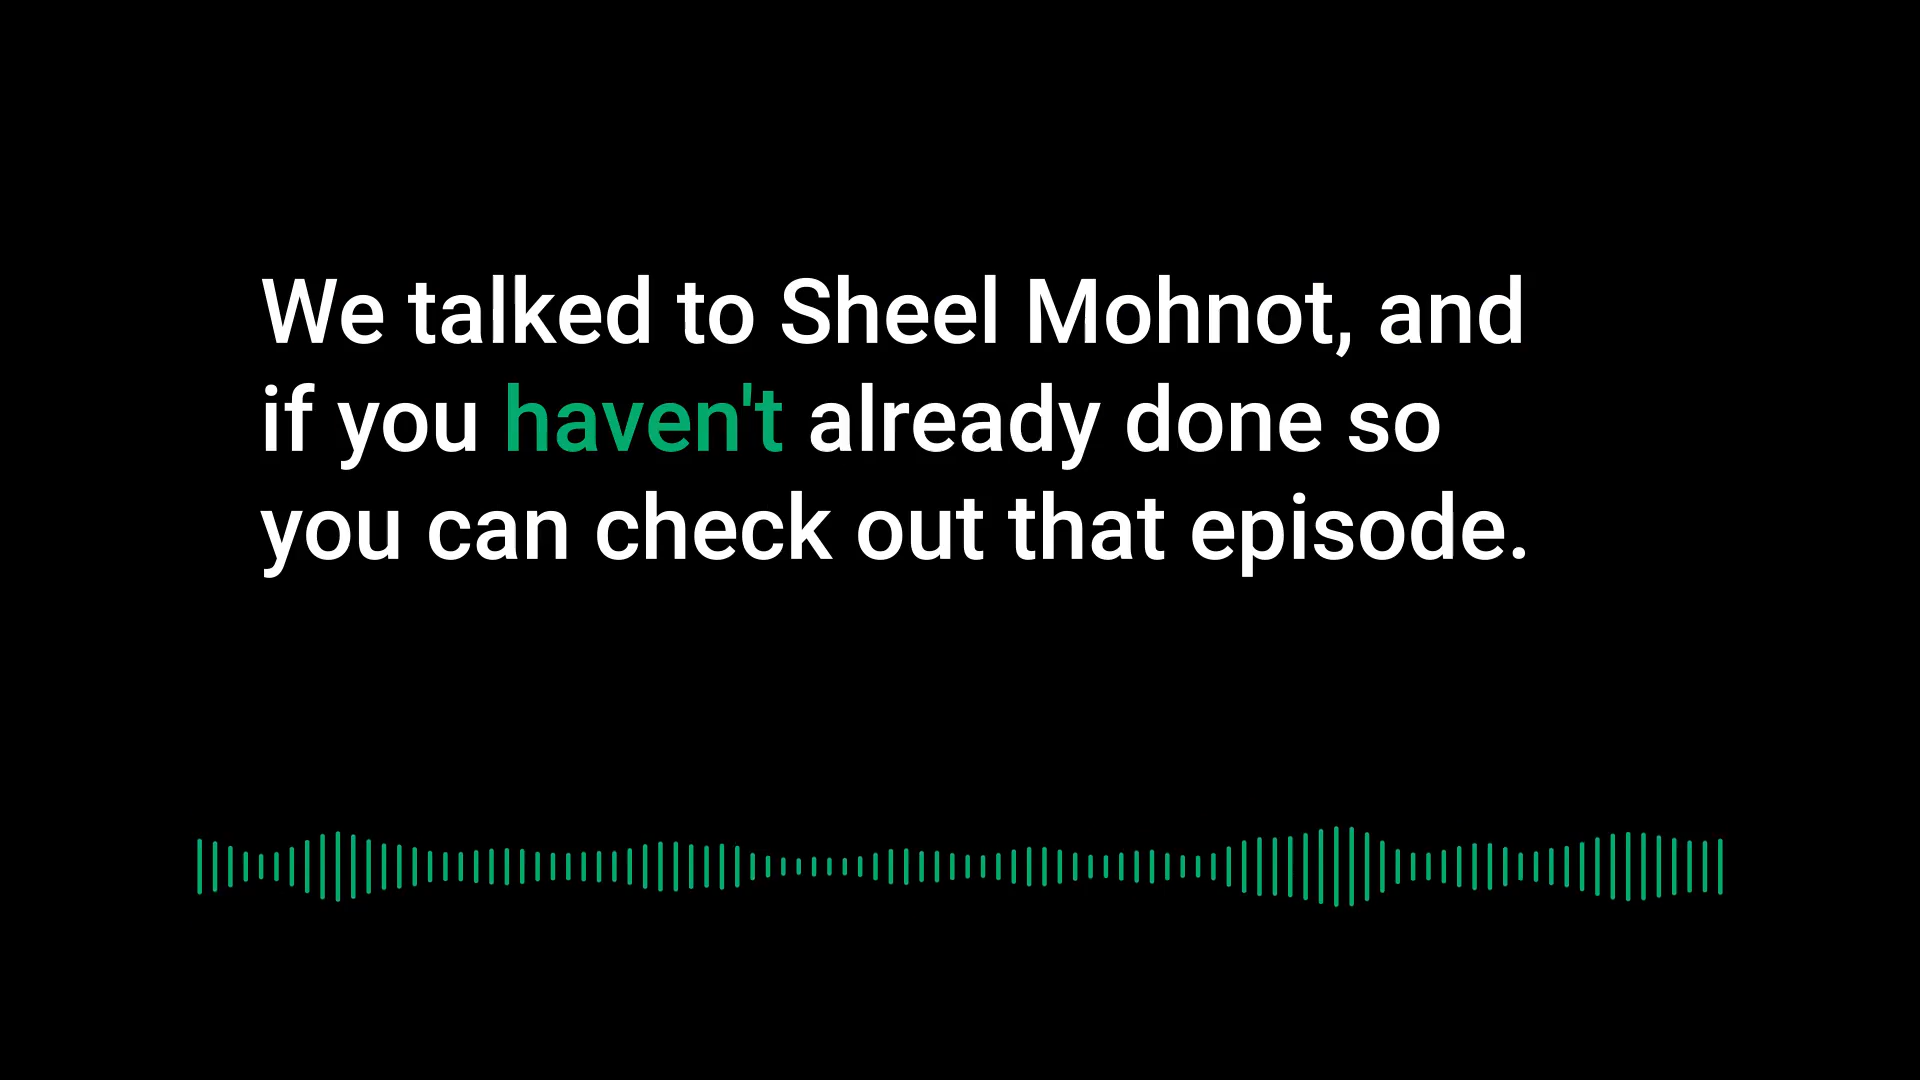 We talked to Sheel Mohnot, and
if you haven't already done so
you can check out that episode.